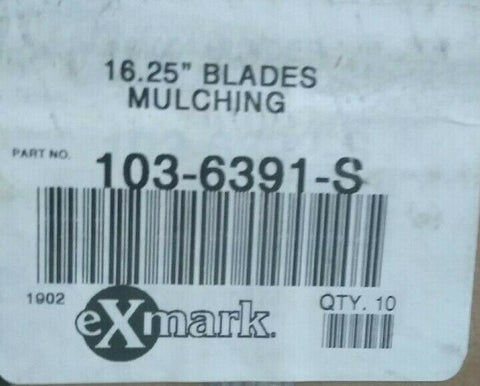 16.25" BLADES
MULCHING
PART NO. 103-6391-S
1902
QTY. 10
eXmark.